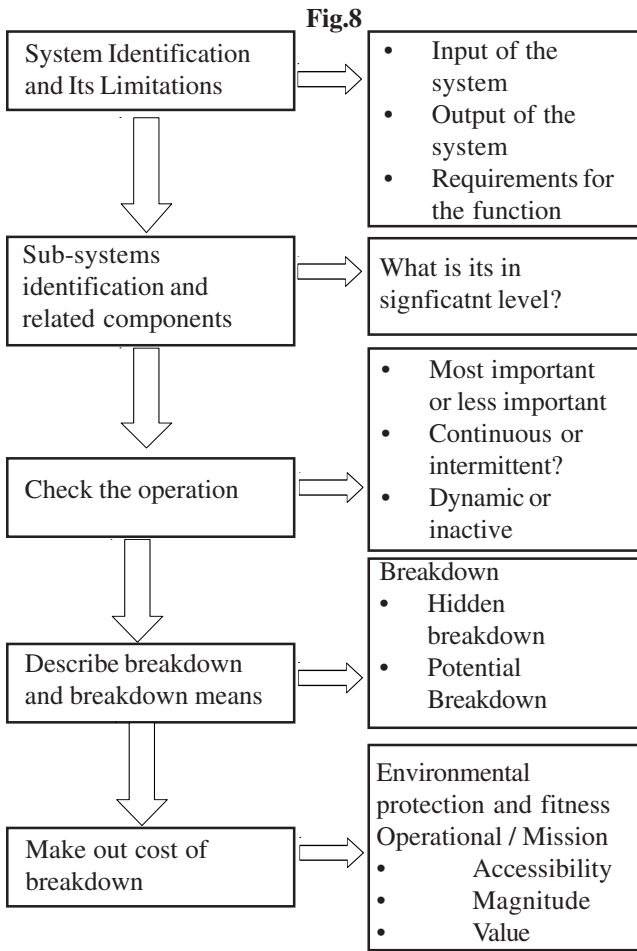 Fig.8
System Identification
and Its Limitations
• Input of the
system
• Output of the
system
• Requirements for
the function
Sub-systems
identification and
related components
What is its in
signficatnt level?
• Most important
or less important
• Continuous or
intermittent?
• Dynamic or
inactive
Check the operation
Breakdown
• Hidden
breakdown
• Potential
Breakdown
Describe breakdown
and breakdown means
Environmental
protection and fitness
Operational / Mission
• Accessibility
• Magnitude
• Value
Make out cost of
breakdown